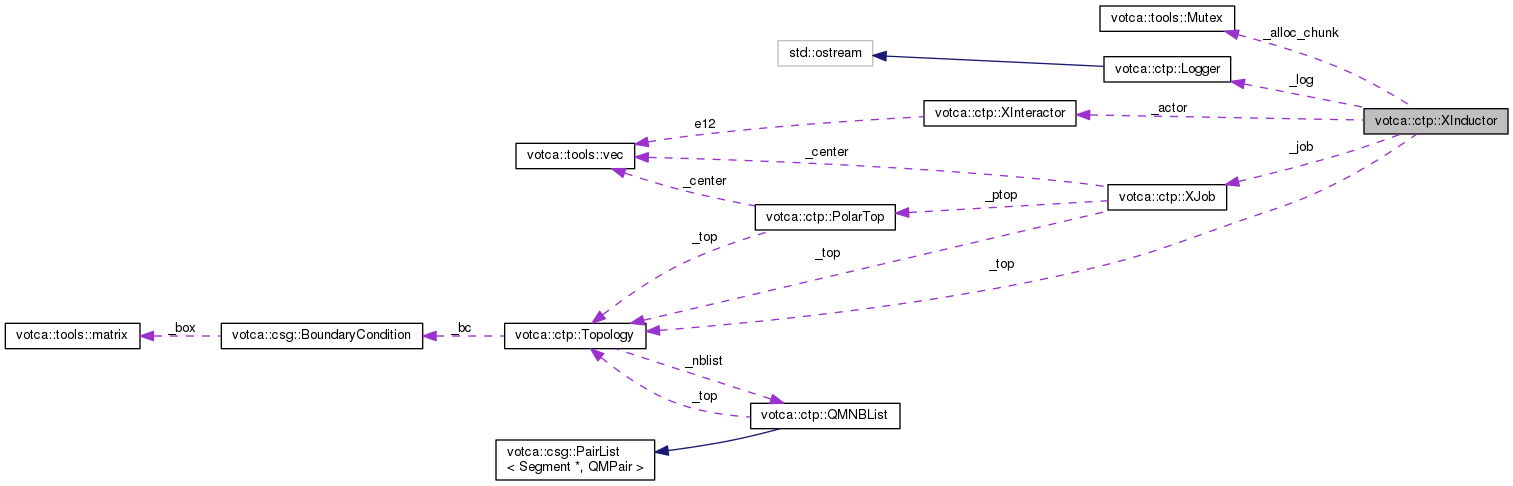 votca::tools::Mutex
_alloc_chunk
std::ostream
votca::ctp::Logger
_log
votca::ctp::XInteractor
_actor
votca::ctp::XInductor
e12
votca::tools::vec
_center
_job
_center
_ptop
votca::ctp::XJob
votca::ctp::PolarTop
_top
_top
_top
votca::tools::matrix
_box
votca::csg::BoundaryCondition
_bc
votca::ctp::Topology
_nblist
_top
votca::ctp::QMNBList
votca::csg::PairList
< Segment *, QMPair >